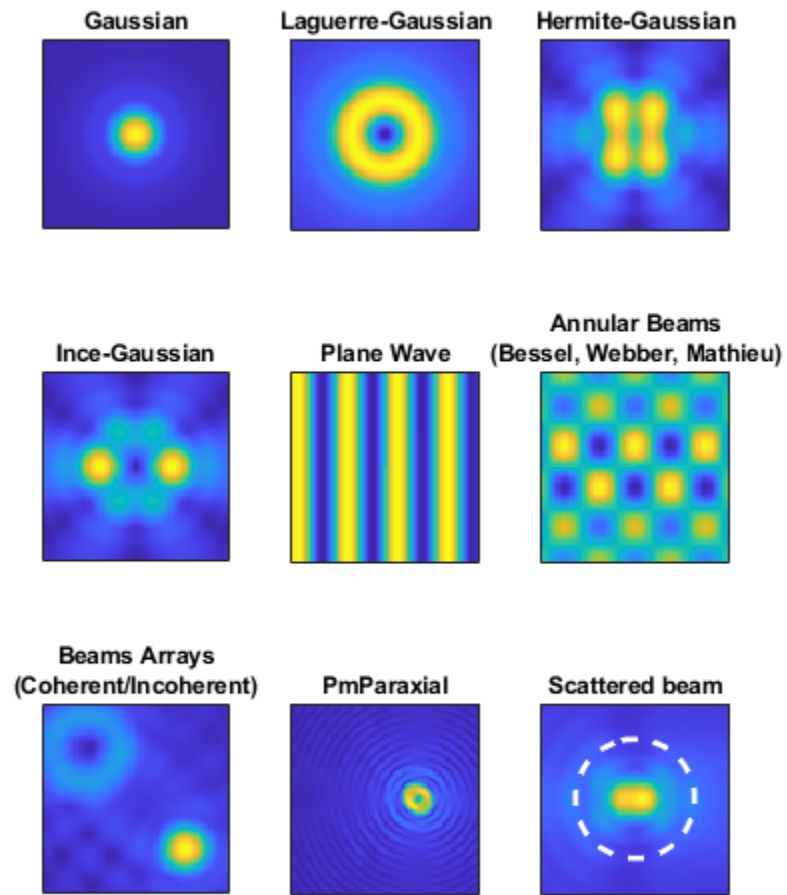 Gaussian
Laguerre-Gaussian
Hermite-Gaussian
Ince-Gaussian
Plane Wave
Annular Beams
(Bessel, Webber, Mathieu)
Beams Arrays
(Coherent/Incoherent)
PmParaxial
Scattered beam